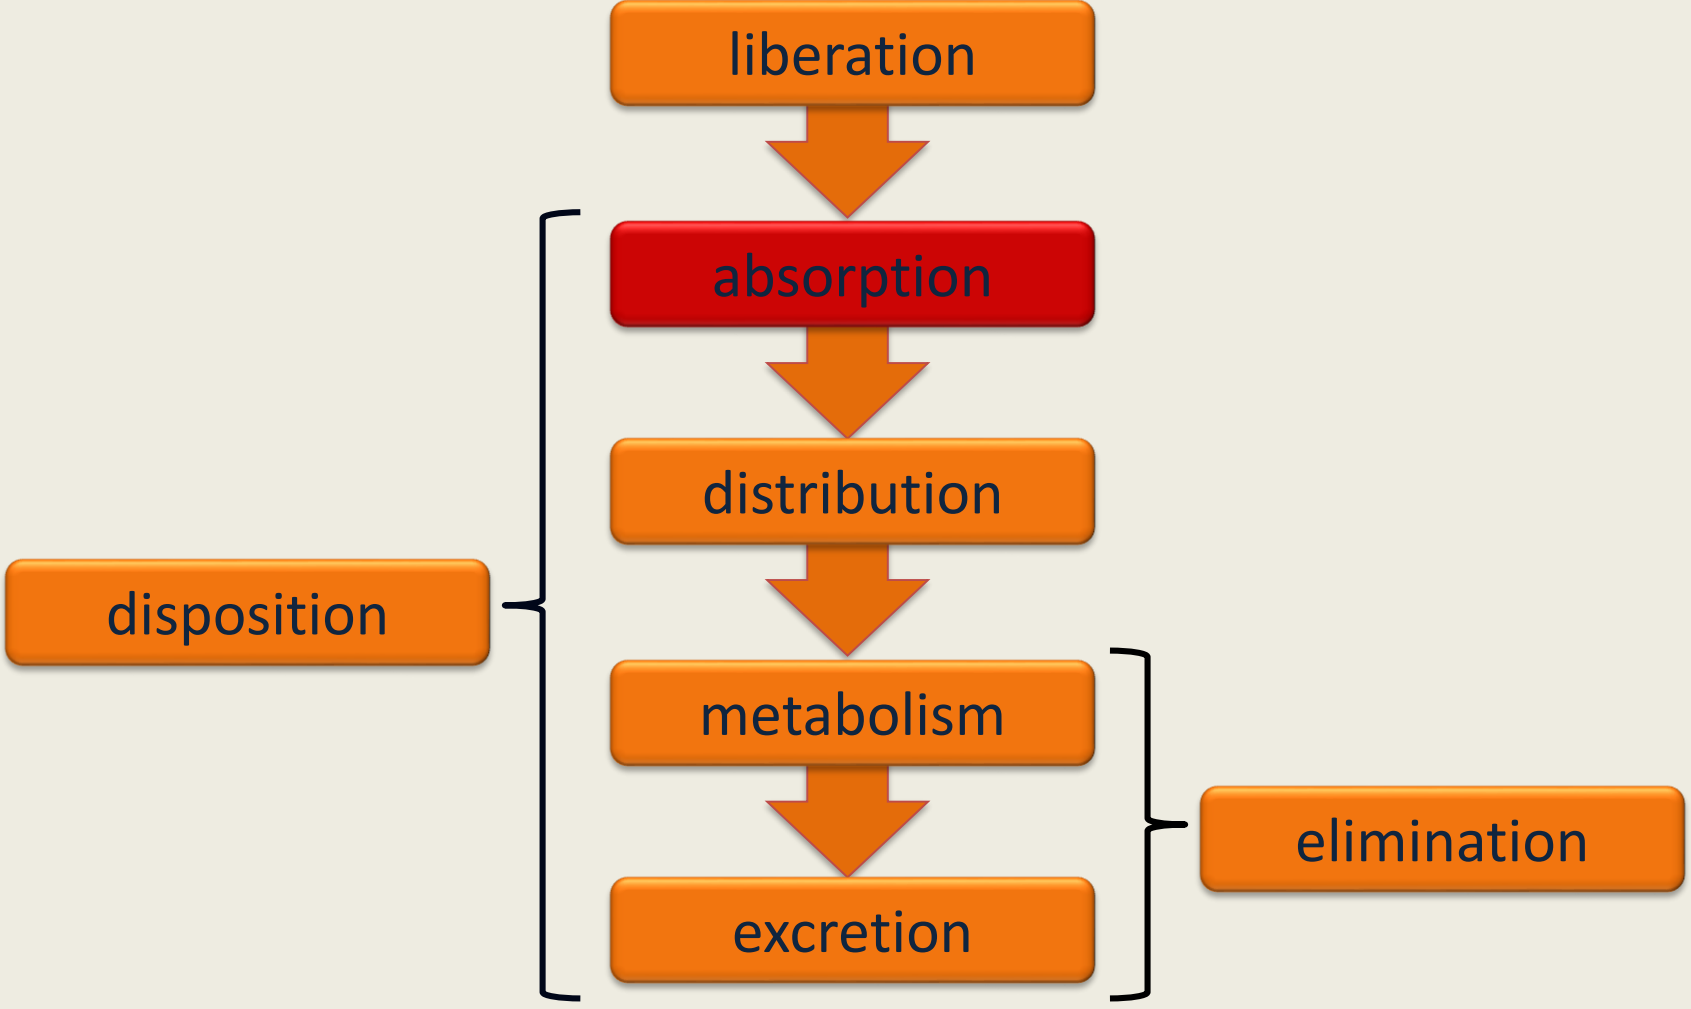 liberation
absorption
distribution
disposition
metabolism
elimination
excretion